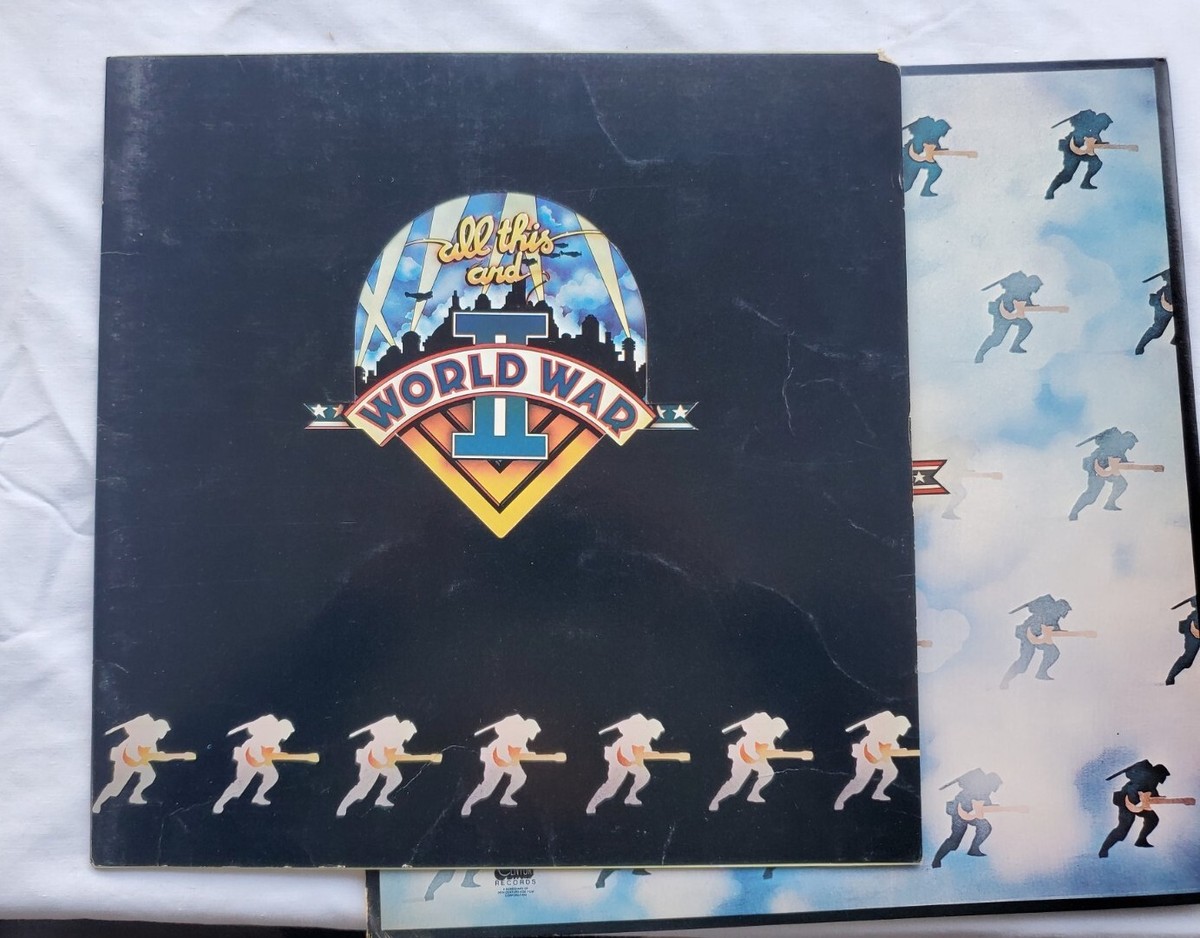 all this
and
II
WORLD WAR
RECORDS